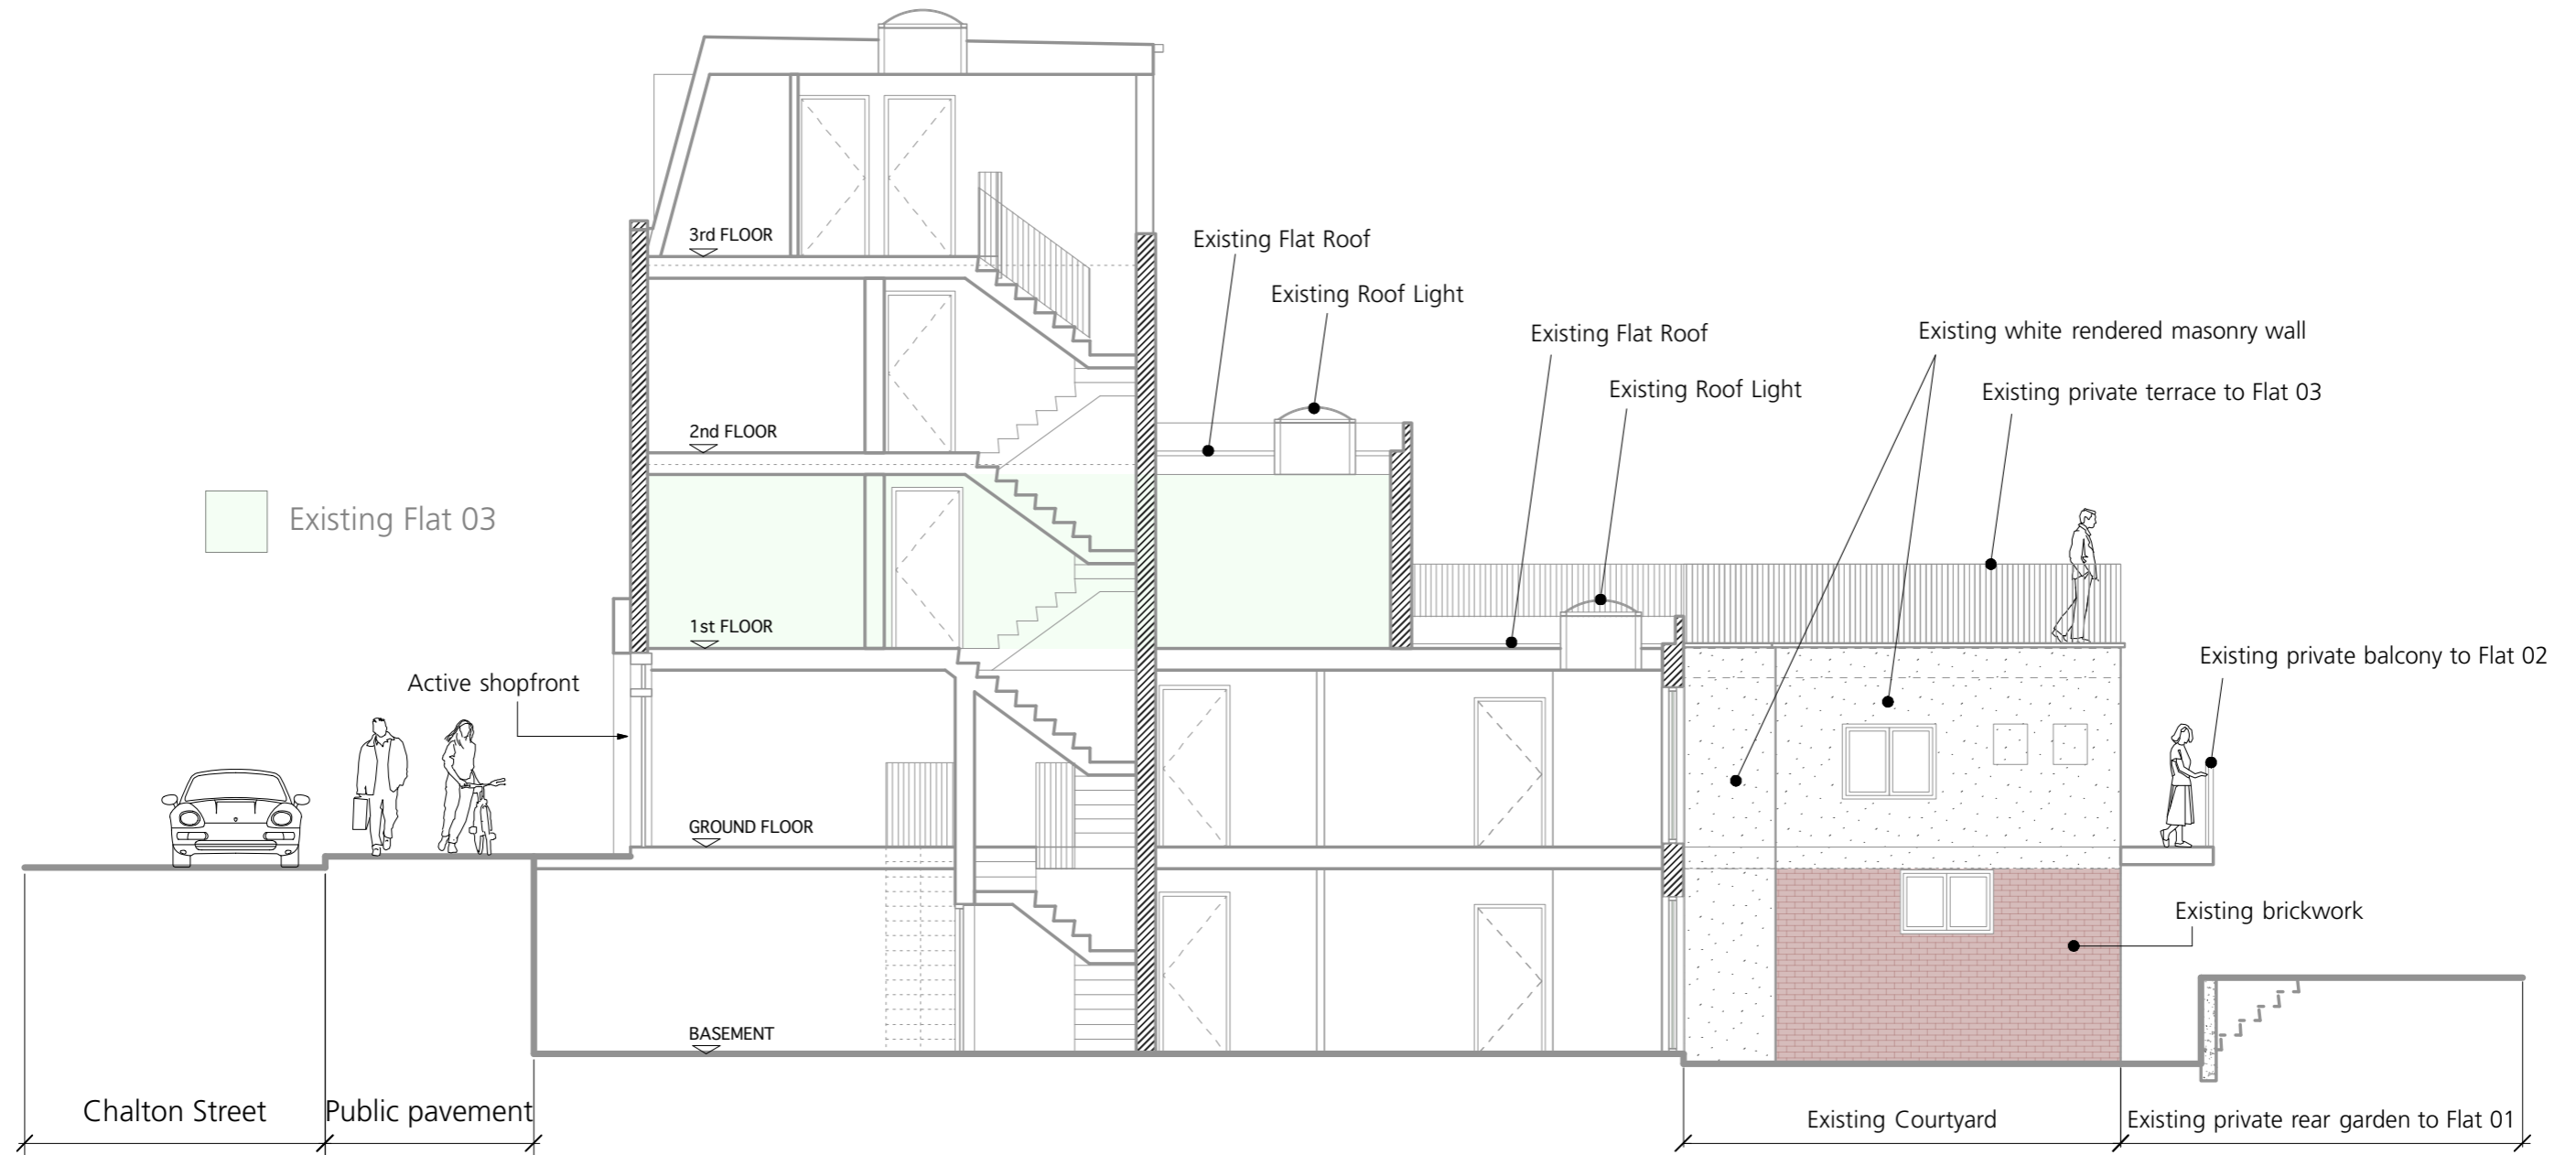 3rd FLOOR
Existing Flat Roof
Existing Roof Light
Existing Flat Roof
Existing white rendered masonry wall
Existing Roof Light
Existing private terrace to Flat 03
2nd FLOOR
Existing Flat 03
1st FLOOR
Existing private balcony to Flat 02
Active shopfront
GROUND FLOOR
Existing brickwork
BASEMENT
Chalton Street
Public pavement
Existing Courtyard
Existing private rear garden to Flat 01